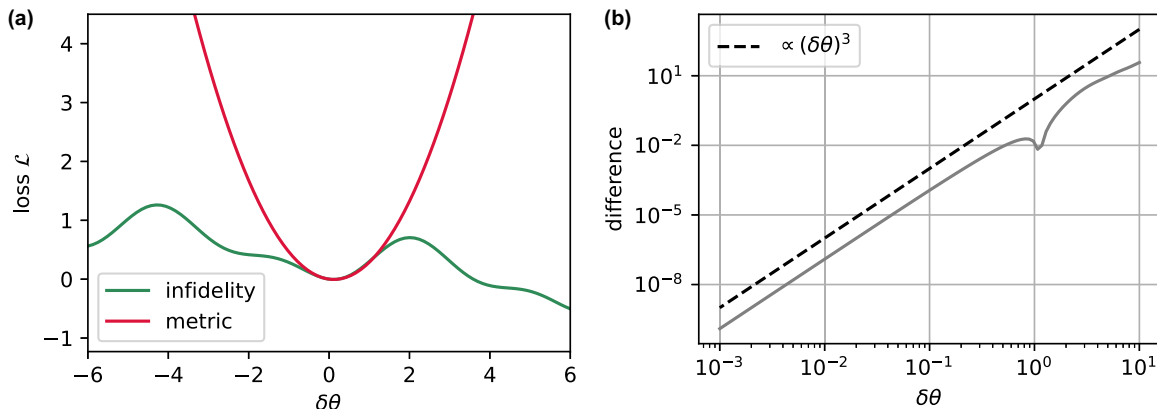 (a)
loss ℒ
4
3
2
1
0
−1
−6
−4
−2
0
2
4
6
δθ
infidelity
metric
(b)
difference
10¹
10⁻²
10⁻⁵
10⁻⁸
10⁻³
10⁻²
10⁻¹
10⁰
10¹
δθ
∝ (δθ)³